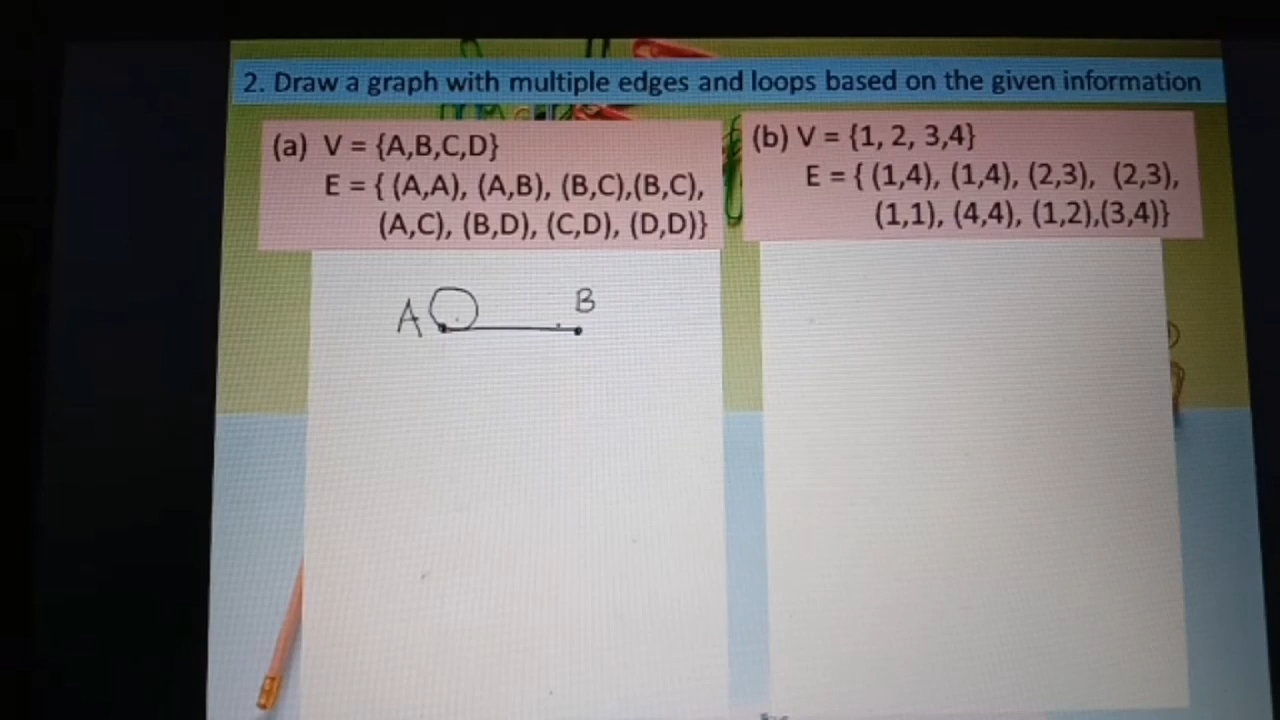 2. Draw a graph with multiple edges and loops based on the given information
(a) V = {A,B,C,D}
E = { (A,A), (A,B), (B,C),(B,C),
(A,C), (B,D), (C,D), (D,D)}
(b) V = {1, 2, 3,4}
E = { (1,4), (1,4), (2,3), (2,3),
(1,1), (4,4), (1,2),(3,4)}
A
B